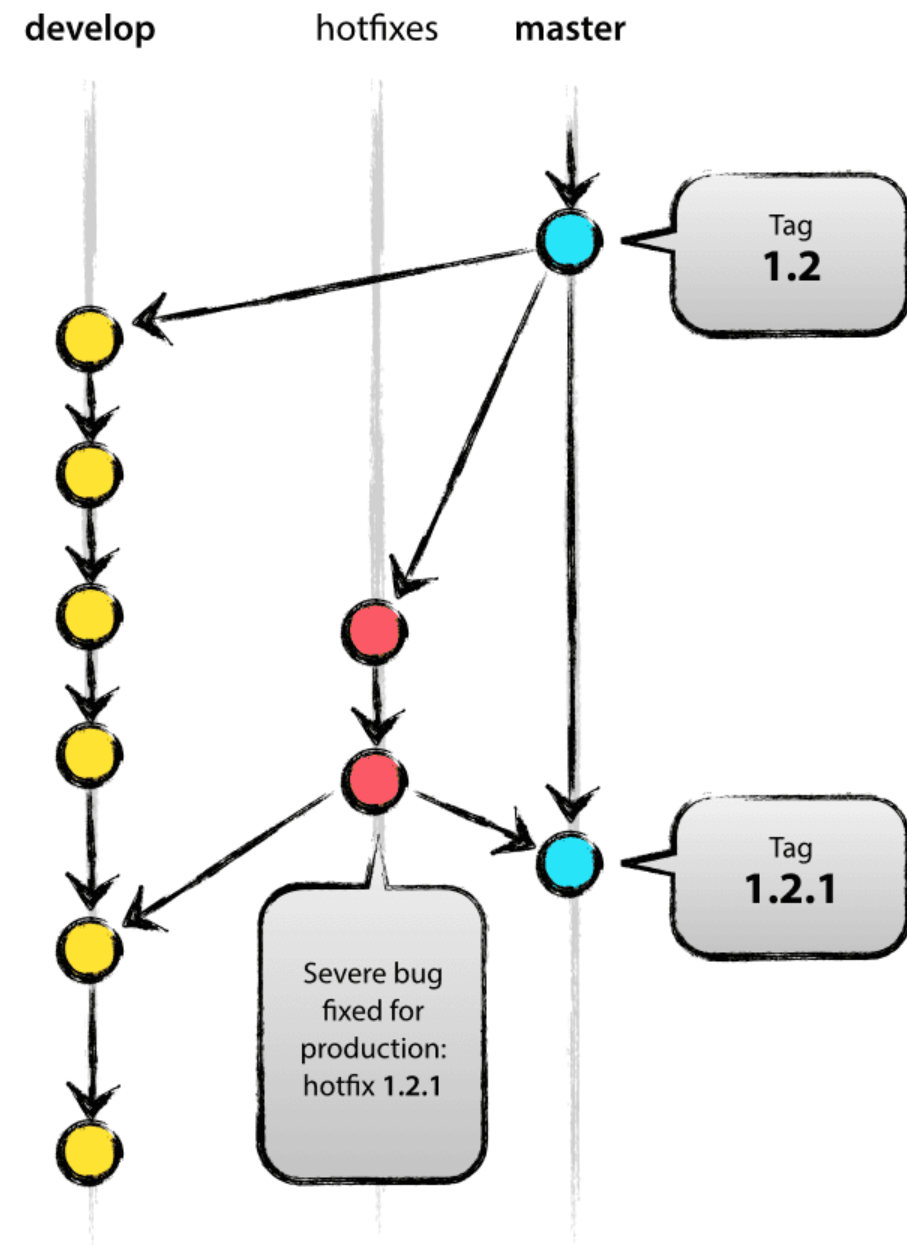 develop
hotfixes
master
Tag
1.2
Tag
1.2.1
Severe bug
fixed for
production:
hotfix 1.2.1